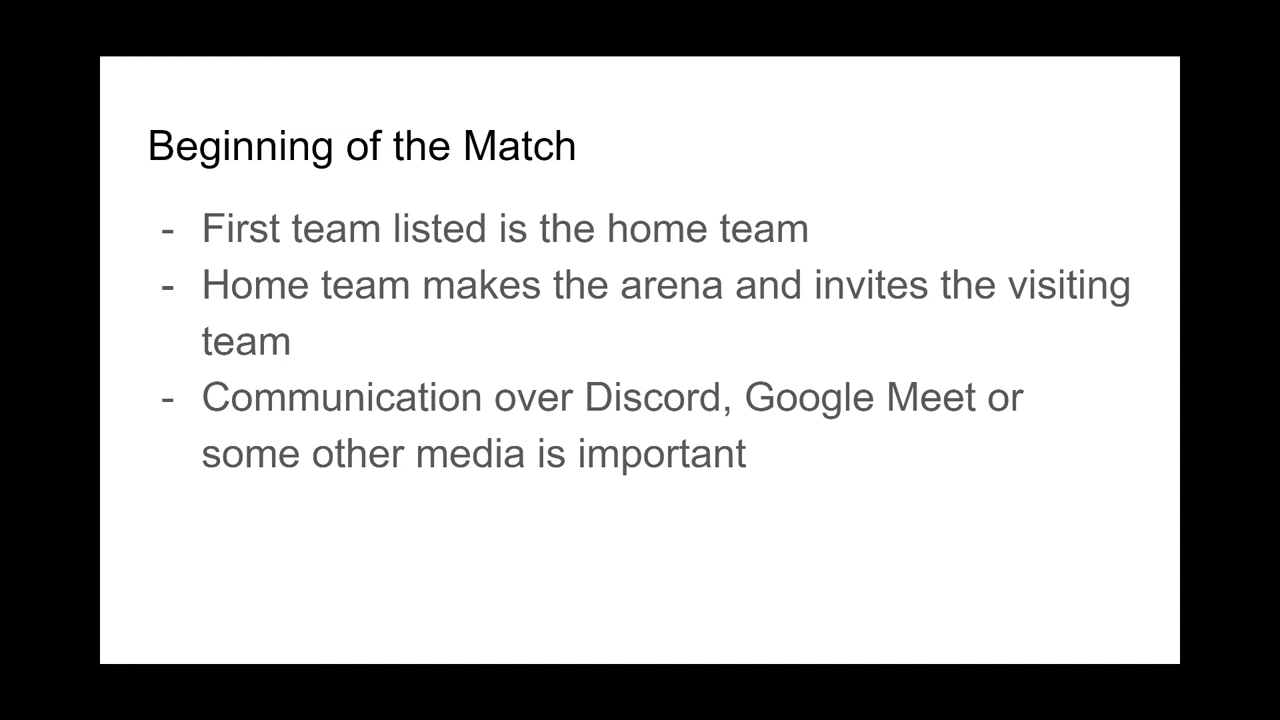 Beginning of the Match
- First team listed is the home team
- Home team makes the arena and invites the visiting
team
- Communication over Discord, Google Meet or
some other media is important